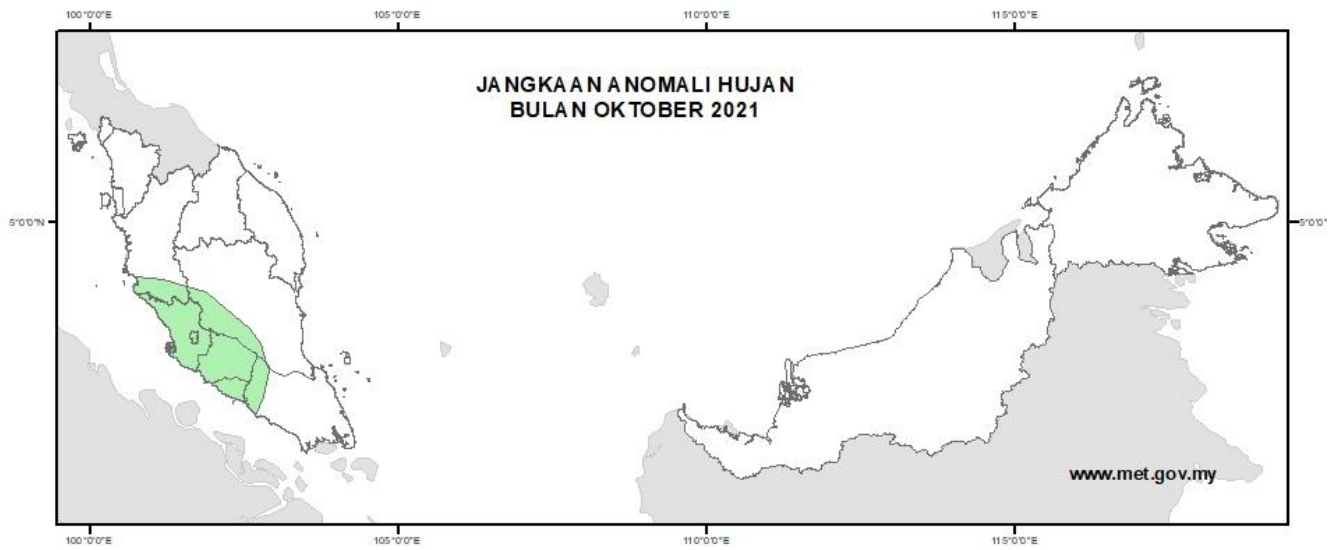 100°0'0"E 105°0'0"E 110°0'0"E 115°0'0"E
JANGKAAN ANOMALI HUJAN
BULAN OKTOBER 2021
5°0'0"N 5°0'0"
www.met.gov.my
100°0'0"E 105°0'0"E 110°0'0"E 115°0'0"E